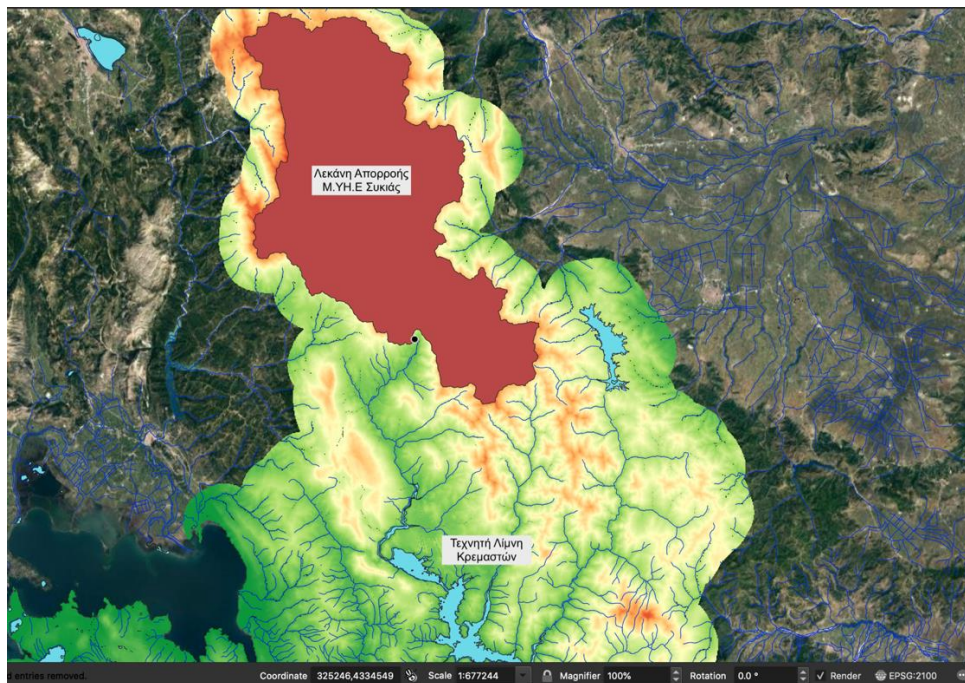 Λεκάνη Απορροής
Μ.ΥΗ.Ε Συκιάς
Τεχνητή Λίμνη
Κρεμαστών
d entries removed. Coordinate 325246,4334549 Scale 1:677244 Magnifier 100% Rotation 0.0 ° Render EPSG:2100